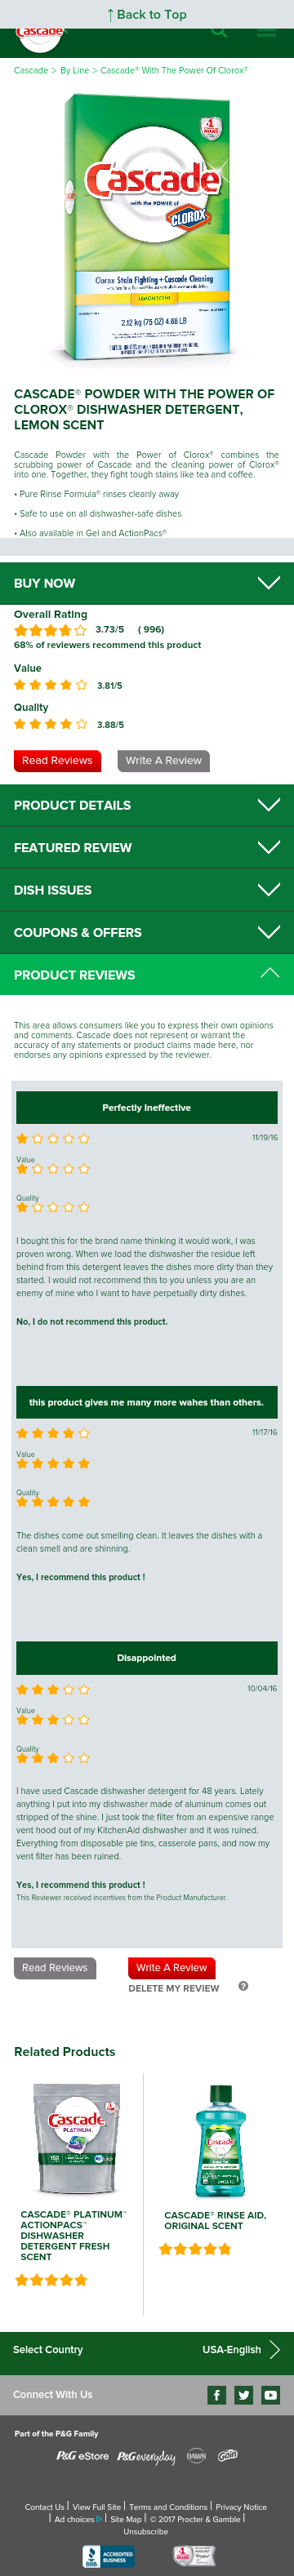 ↑ Back to Top
Cascade
Cascade > By Line > Cascade® With The Power Of Clorox®
Cascade
with the POWER of
CLOROX
Clorox Stain Fighting + Cascade Cleaning
LEMON SCENT
2.12 kg (75 OZ) 4.68 LB
CASCADE® POWDER WITH THE POWER OF
CLOROX® DISHWASHER DETERGENT,
LEMON SCENT
Cascade Powder with the Power of Clorox® combines the
scrubbing power of Cascade and the cleaning power of Clorox®
into one. Together, they fight tough stains like tea and coffee.
• Pure Rinse Formula® rinses cleanly away
• Safe to use on all dishwasher-safe dishes
• Also available in Gel and ActionPacs®
BUY NOW
Overall Rating
3.73/5 ( 996)
68% of reviewers recommend this product
Value
3.81/5
Quality
3.88/5
Read Reviews Write A Review
PRODUCT DETAILS
FEATURED REVIEW
DISH ISSUES
COUPONS & OFFERS
PRODUCT REVIEWS
This area allows consumers like you to express their own opinions
and comments. Cascade does not represent or warrant the
accuracy of any statements or product claims made here, nor
endorses any opinions expressed by the reviewer.
Perfectly Ineffective
11/19/16
Value
Quality
I bought this for the brand name thinking it would work, I was
proven wrong. When we load the dishwasher the residue left
behind from this detergent leaves the dishes more dirty than they
started. I would not recommend this to you unless you are an
enemy of mine who I want to have perpetually dirty dishes.
No, I do not recommend this product.
this product gives me many more wahes than others.
11/17/16
Value
Quality
The dishes come out smelling clean. It leaves the dishes with a
clean smell and are shinning.
Yes, I recommend this product !
Disappointed
10/04/16
Value
Quality
I have used Cascade dishwasher detergent for 48 years. Lately
anything I put into my dishwasher made of aluminum comes out
stripped of the shine. I just took the filter from an expensive range
vent hood out of my KitchenAid dishwasher and it was ruined.
Everything from disposable pie tins, casserole pans, and now my
vent filter has been ruined.
Yes, I recommend this product !
This Reviewer received incentives from the Product Manufacturer.
Read Reviews Write A Review
DELETE MY REVIEW ?
Related Products
Cascade
PLATINUM
Cascade
CASCADE® PLATINUM™
ACTIONPACS™
DISHWASHER
DETERGENT FRESH
SCENT
CASCADE® RINSE AID,
ORIGINAL SCENT
Select Country USA-English
Connect With Us
Part of the P&G Family
P&G eStore P&G everyday DAWN Gain
Contact Us | View Full Site | Terms and Conditions | Privacy Notice
| Ad choices | Site Map | © 2017 Procter & Gamble |
Unsubscribe
BBB ACCREDITED BUSINESS